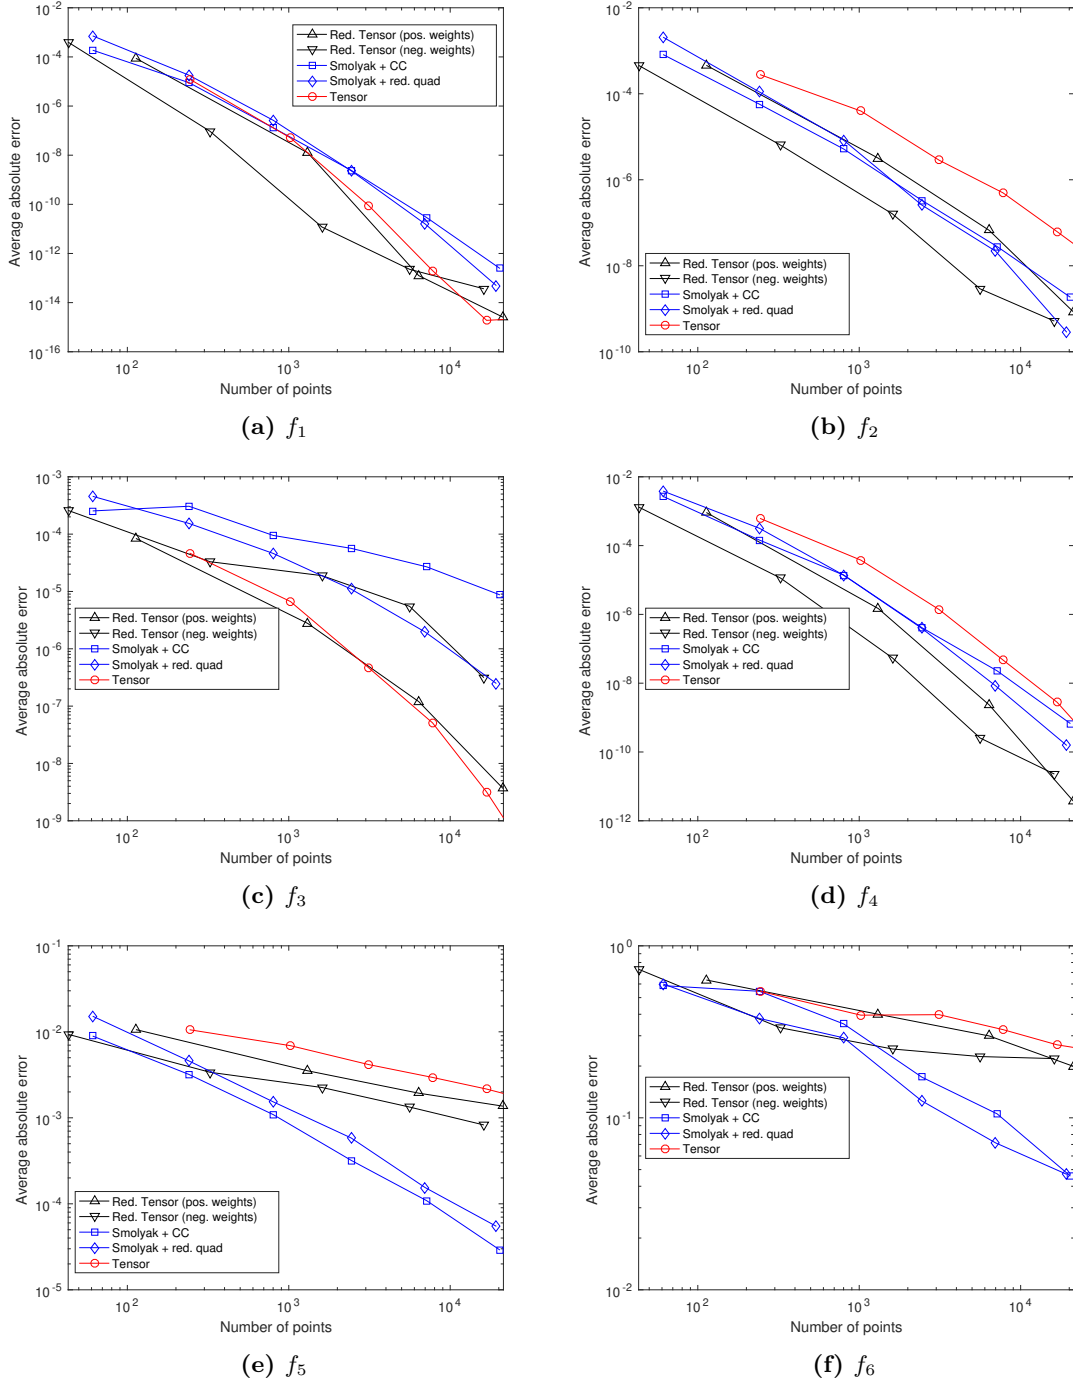 10^-4
10^-6
10^-8
10^-10
10^-12
10^-14
10^-16
Average absolute error
Red. Tensor (pos. weights)
Red. Tensor (neg. weights)
Smolyak + CC
Smolyak + red. quad
Tensor
10^2 10^3 10^4
Number of points
(a) f_1
10^-4
10^-6
10^-8
10^-10
Average absolute error
Red. Tensor (pos. weights)
Red. Tensor (neg. weights)
Smolyak + CC
Smolyak + red. quad
Tensor
10^2 10^3 10^4
Number of points
(b) f_2
10^-3
10^-4
10^-5
10^-6
10^-7
10^-8
10^-9
Average absolute error
Red. Tensor (pos. weights)
Red. Tensor (neg. weights)
Smolyak + CC
Smolyak + red. quad
Tensor
10^2 10^3 10^4
Number of points
(c) f_3
10^-2
10^-4
10^-6
10^-8
10^-10
10^-12
Average absolute error
Red. Tensor (pos. weights)
Red. Tensor (neg. weights)
Smolyak + CC
Smolyak + red. quad
Tensor
10^2 10^3 10^4
Number of points
(d) f_4
10^-1
10^-2
10^-3
10^-4
10^-5
Average absolute error
Red. Tensor (pos. weights)
Red. Tensor (neg. weights)
Smolyak + CC
Smolyak + red. quad
Tensor
10^2 10^3 10^4
Number of points
(e) f_5
10^0
10^-1
10^-2
Average absolute error
Red. Tensor (pos. weights)
Red. Tensor (neg. weights)
Smolyak + CC
Smolyak + red. quad
Tensor
10^2 10^3 10^4
Number of points
(f) f_6